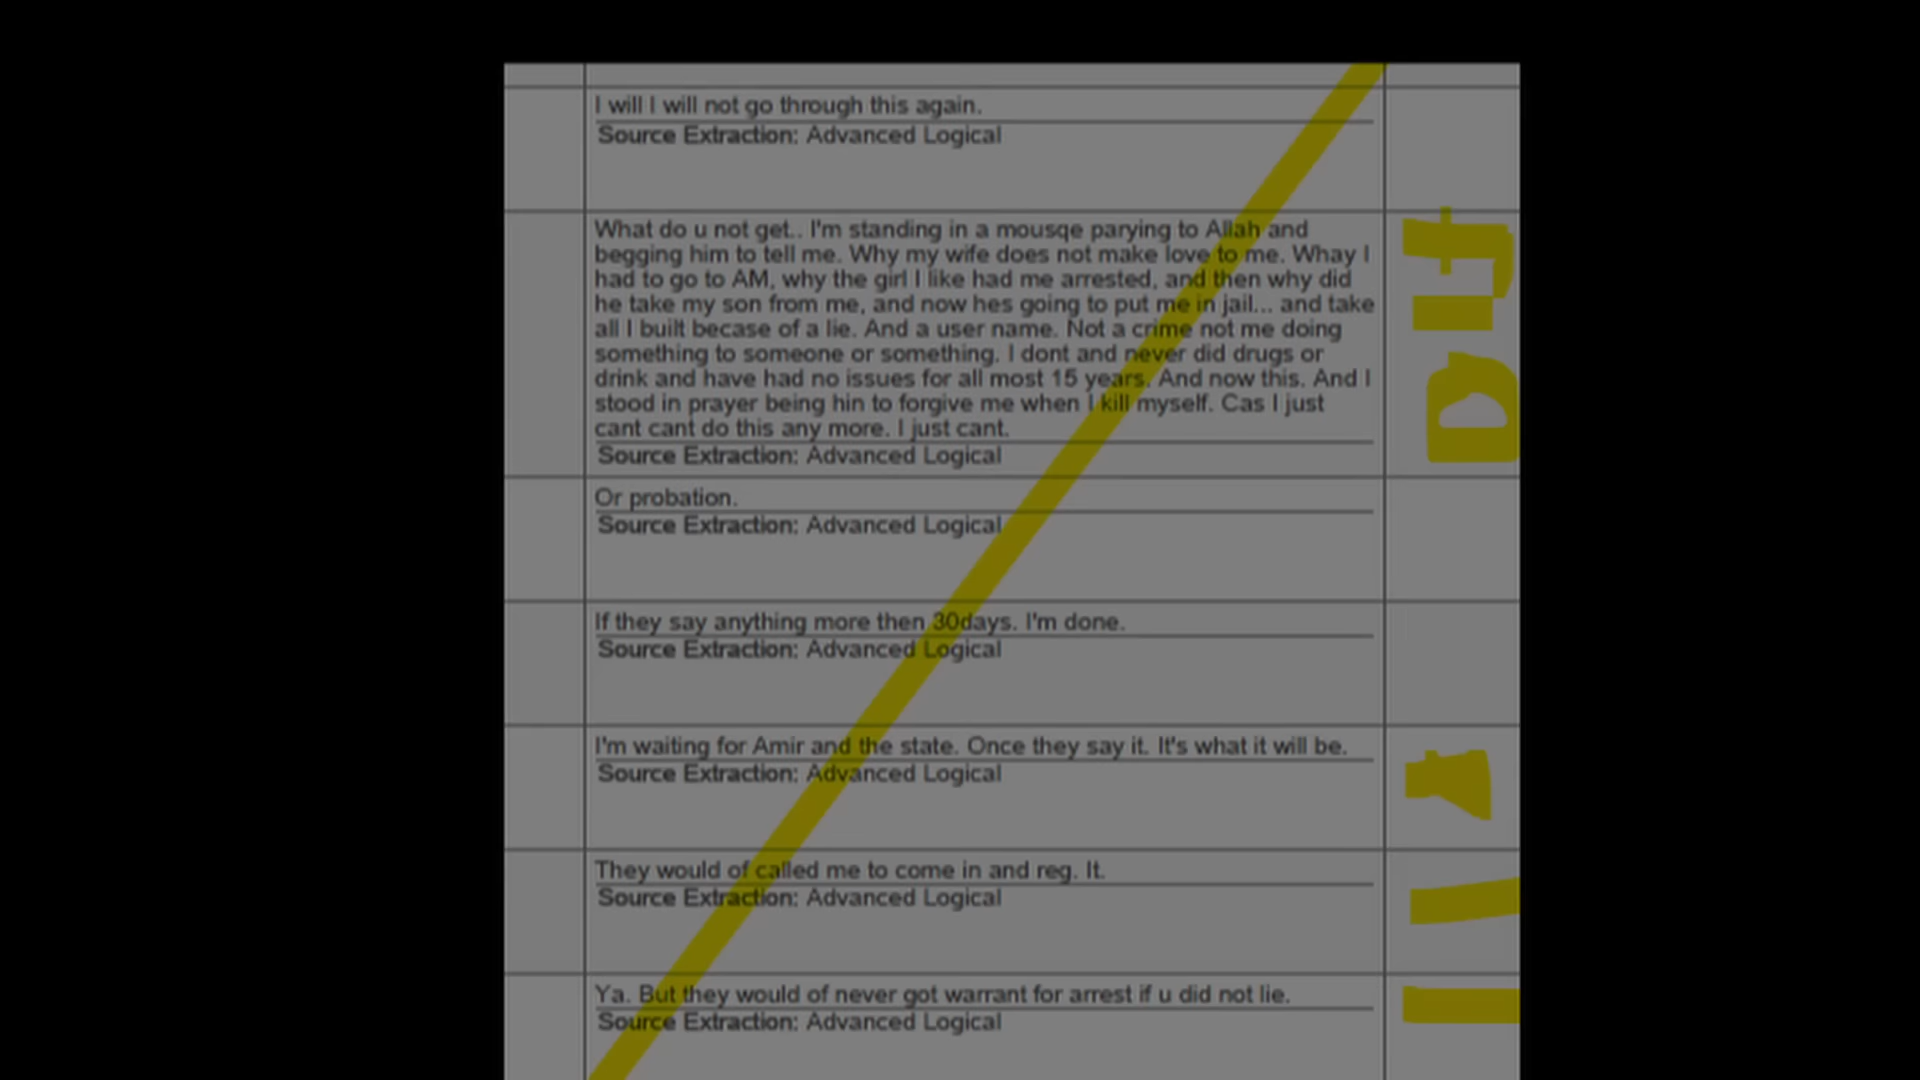 I will I will not go through this again.
Source Extraction: Advanced Logical
What do u not get.. I'm standing in a mousqe parying to Allah and
begging him to tell me. Why my wife does not make love to me. Whay I
had to go to AM, why the girl I like had me arrested, and then why did
he take my son from me, and now hes going to put me in jail... and take
all I built becase of a lie. And a user name. Not a crime not me doing
something to someone or something. I dont and never did drugs or
drink and have had no issues for all most 15 years. And now this. And I
stood in prayer being hin to forgive me when I kill myself. Cas I just
cant cant do this any more. I just cant.
Source Extraction: Advanced Logical
Or probation.
Source Extraction: Advanced Logical
If they say anything more then 30days. I'm done.
Source Extraction: Advanced Logical
I'm waiting for Amir and the state. Once they say it. It's what it will be.
Source Extraction: Advanced Logical
They would of called me to come in and reg. It.
Source Extraction: Advanced Logical
Ya. But they would of never got warrant for arrest if u did not lie.
Source Extraction: Advanced Logical